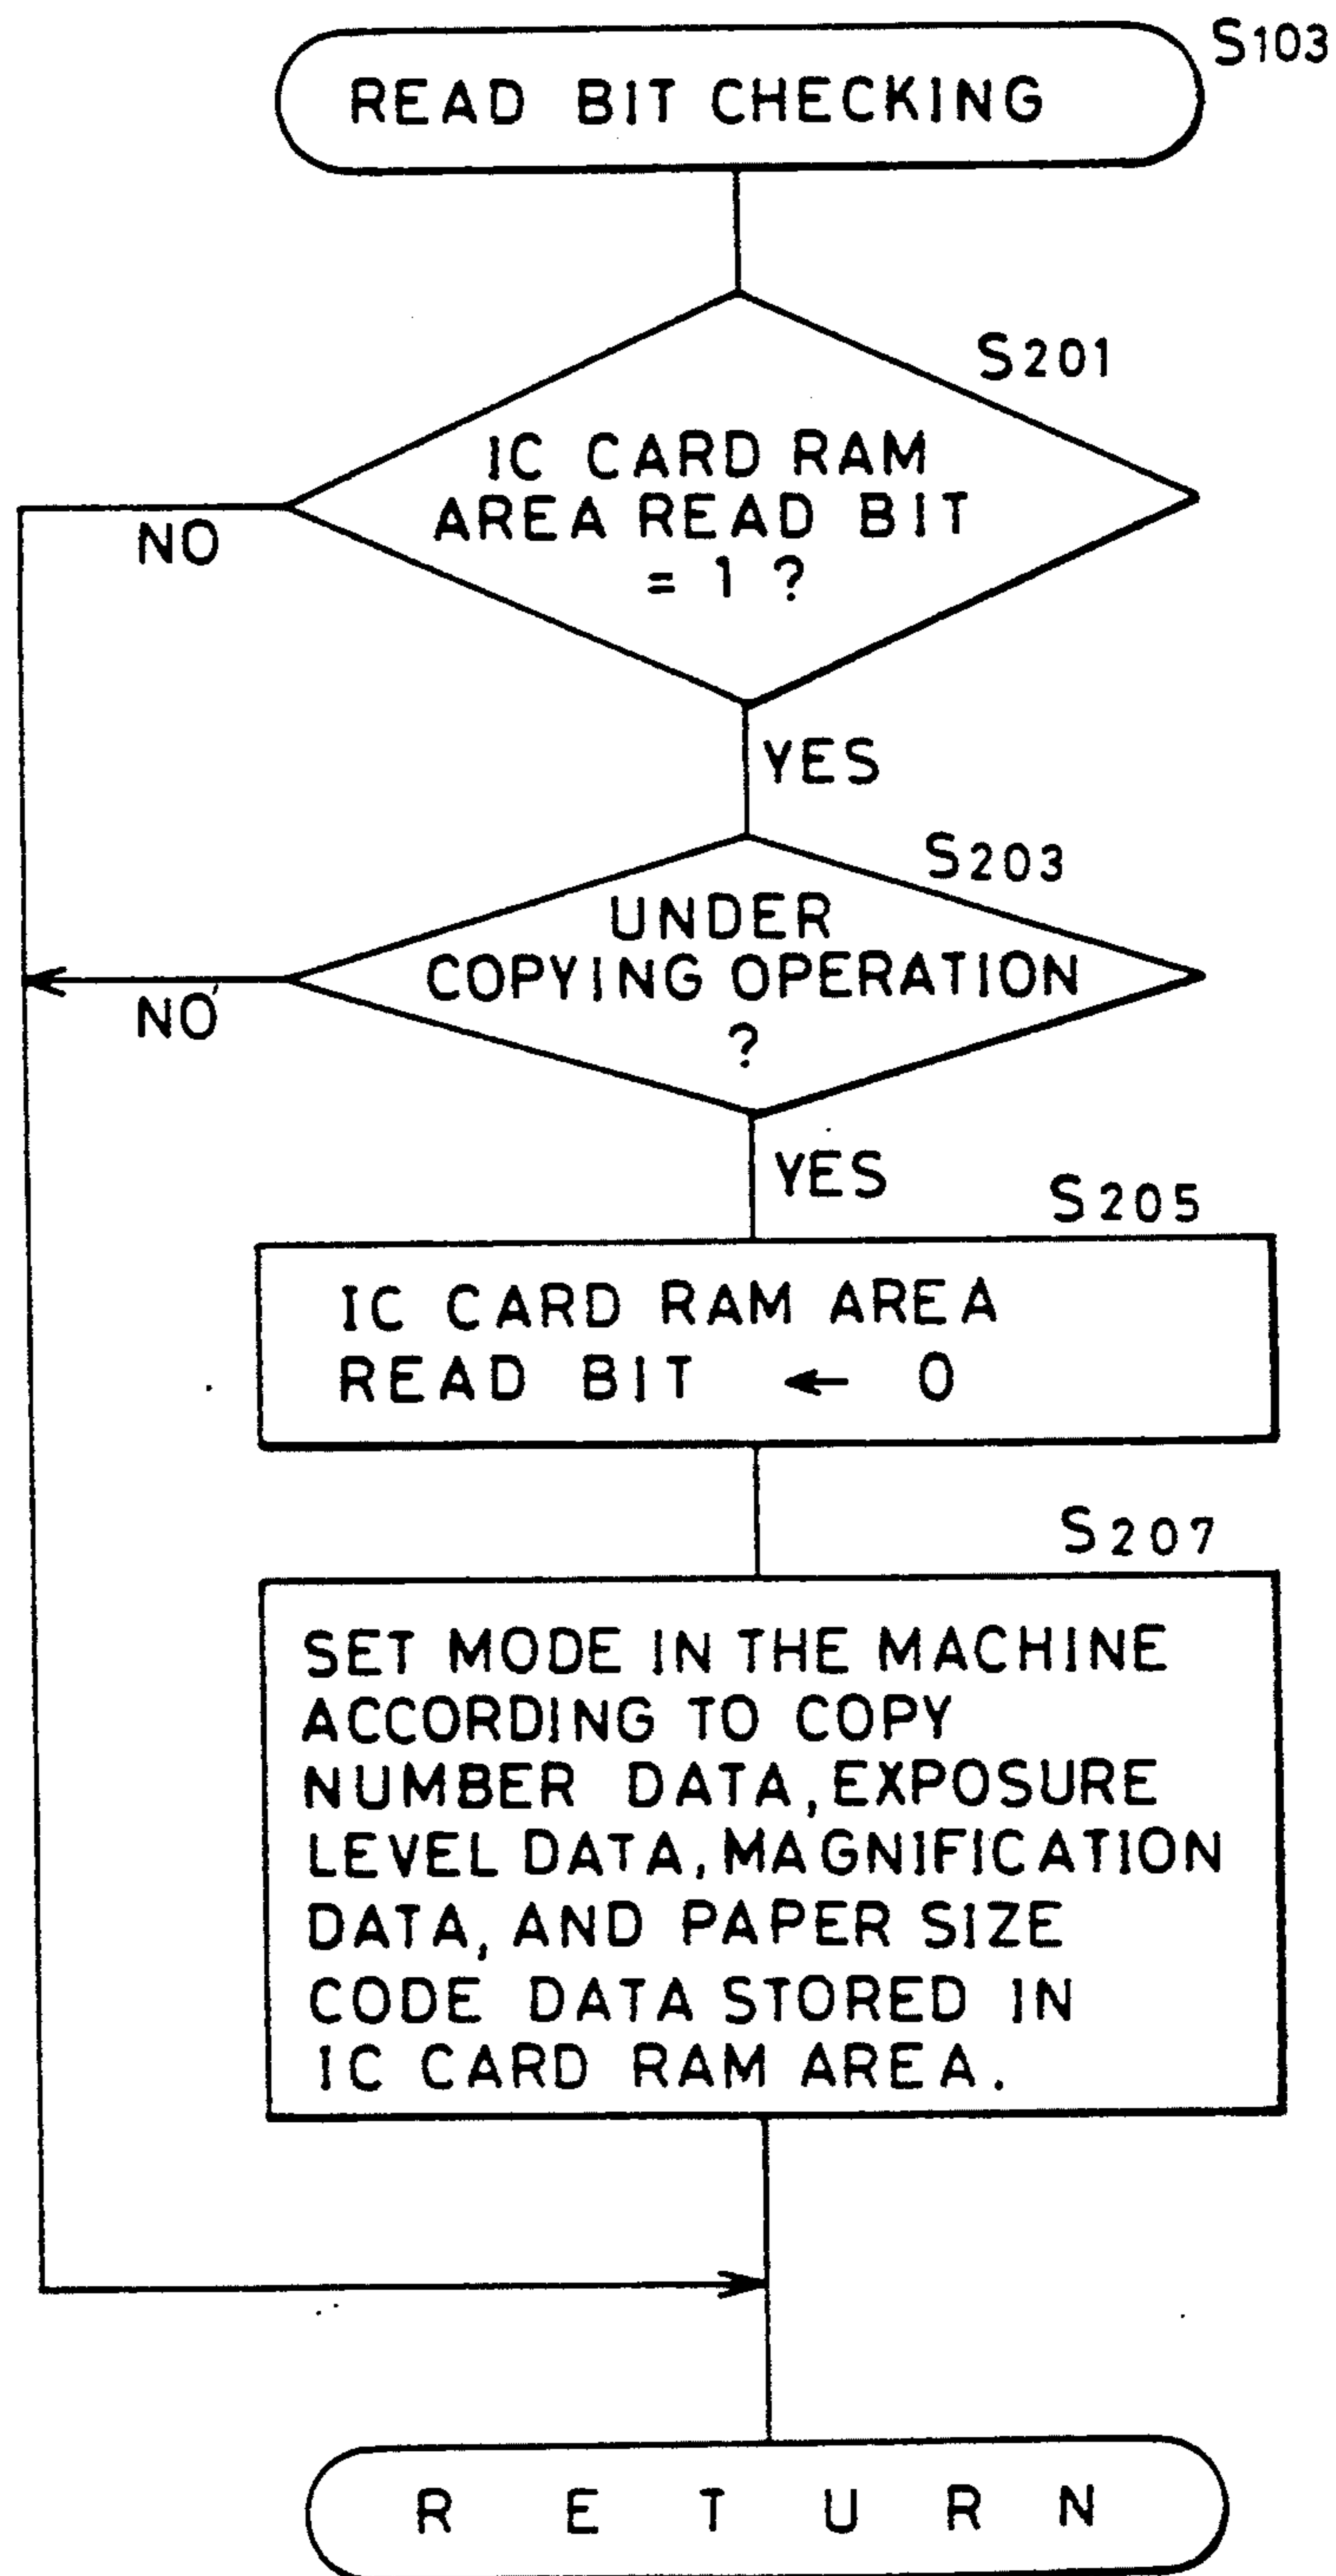 S103
READ BIT CHECKING
S201
IC CARD RAM
AREA READ BIT
= 1 ?
NO
YES
S203
UNDER
COPYING OPERATION
?
NO
YES
S205
IC CARD RAM AREA
READ BIT ← 0
S207
SET MODE IN THE MACHINE
ACCORDING TO COPY
NUMBER DATA, EXPOSURE
LEVEL DATA, MAGNIFICATION
DATA, AND PAPER SIZE
CODE DATA STORED IN
IC CARD RAM AREA.
RETURN